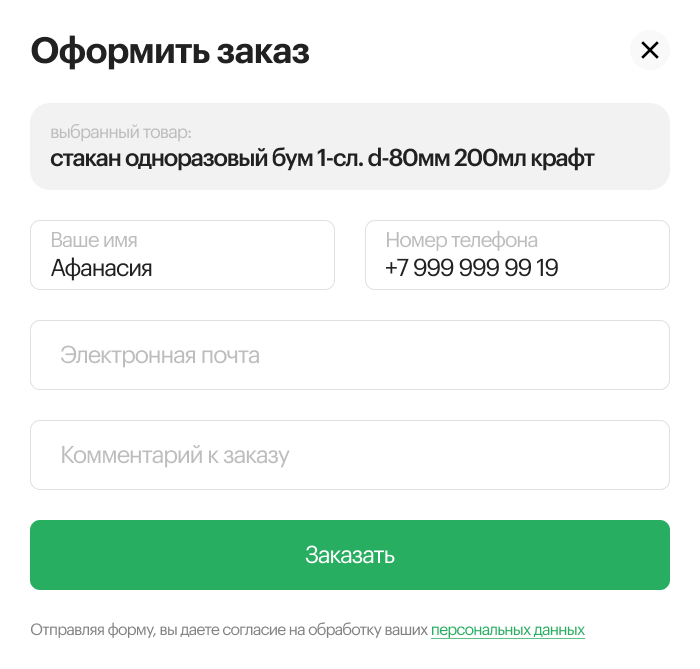 Оформить заказ
выбранный товар:
стакан одноразовый бум 1-сл. d-80мм 200мл крафт
Ваше имя
Афанасия
Номер телефона
+7 999 999 99 19
Электронная почта
Комментарий к заказу
Заказать
Отправляя форму, вы даете согласие на обработку ваших персональных данных